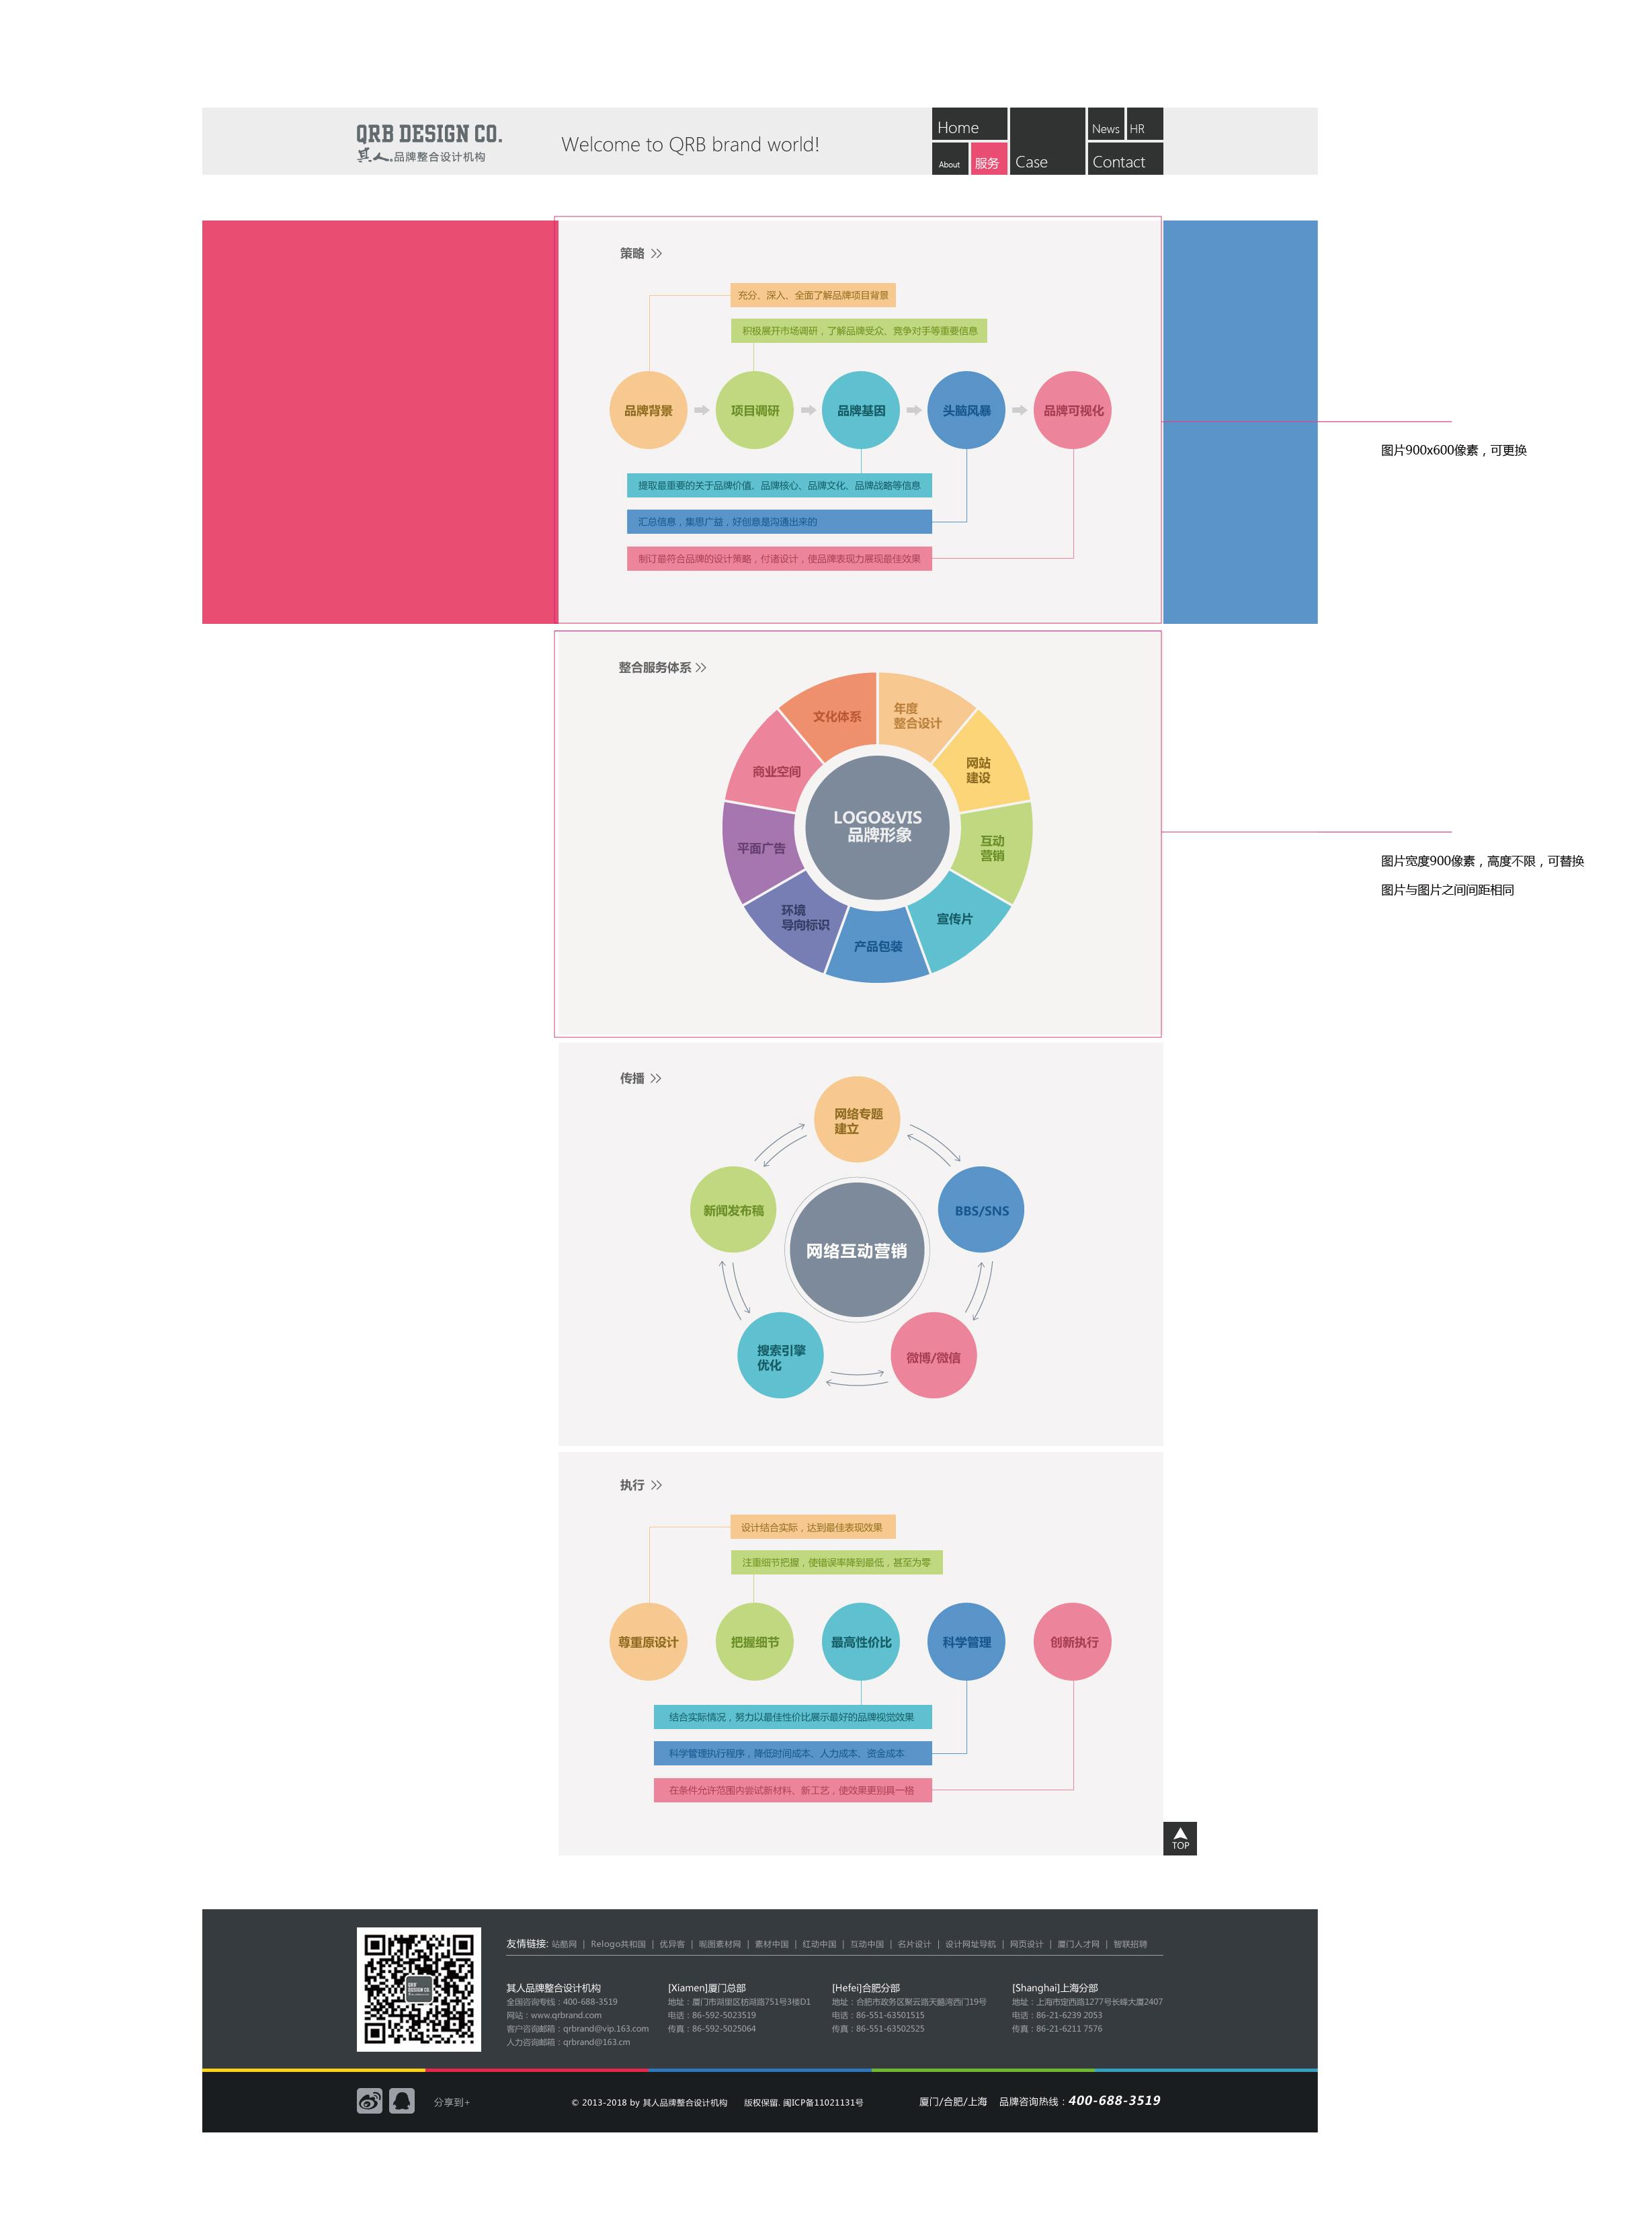 QRB DESIGN CO.
其人®品牌整合设计机构
Welcome to QRB brand world!
Home
About
服务
Case
News
HR
Contact
策略 >>
充分、深入、全面了解品牌项目背景
积极展开市场调研，了解品牌受众、竞争对手等重要信息
品牌背景
项目调研
品牌基因
头脑风暴
品牌可视化
图片900x600像素，可更换
提取最重要的关于品牌价值、品牌核心、品牌文化、品牌战略等信息
汇总信息，集思广益，好创意是沟通出来的
制订最符合品牌的设计策略，付诸设计，使品牌表现力展现最佳效果
整合服务体系 >>
文化体系
年度
整合设计
网站
建设
商业空间
LOGO&VIS
品牌形象
互动
营销
平面广告
环境
导向标识
宣传片
产品包装
图片宽度900像素，高度不限，可替换
图片与图片之间间距相同
传播 >>
网络专题
建立
新闻发布稿
BBS/SNS
网络互动营销
搜索引擎
优化
微博/微信
执行 >>
设计结合实际，达到最佳表现效果
注重细节把握，使错误率降到最低，甚至为零
尊重原设计
把握细节
最高性价比
科学管理
创新执行
结合实际情况，努力以最佳性价比展示最好的品牌视觉效果
科学管理执行程序，降低时间成本、人力成本、资金成本
在条件允许范围内尝试新材料、新工艺，使效果更别具一格
TOP
友情链接: 站酷网 | Relogo共和国 | 优异客 | 昵图素材网 | 素材中国 | 红动中国 | 互动中国 | 名片设计 | 设计网址导航 | 网页设计 | 厦门人才网 | 智联招聘
其人品牌整合设计机构
全国咨询专线：400-688-3519
网站：www.qrbrand.com
客户咨询邮箱：qrbrand@vip.163.com
人力咨询邮箱：qrbrand@163.cm
[Xiamen]厦门总部
地址：厦门市湖里区枋湖路751号3楼D1
电话：86-592-5023519
传真：86-592-5025064
[Hefei]合肥分部
地址：合肥市政务区聚云路天鹅湾西门19号
电话：86-551-63501515
传真：86-551-63502525
[Shanghai]上海分部
地址：上海市定西路1277号长峰大厦2407
电话：86-21-6239 2053
传真：86-21-6211 7576
分享到+
© 2013-2018 by 其人品牌整合设计机构 版权保留. 闽ICP备11021131号
厦门/合肥/上海 品牌咨询热线：400-688-3519